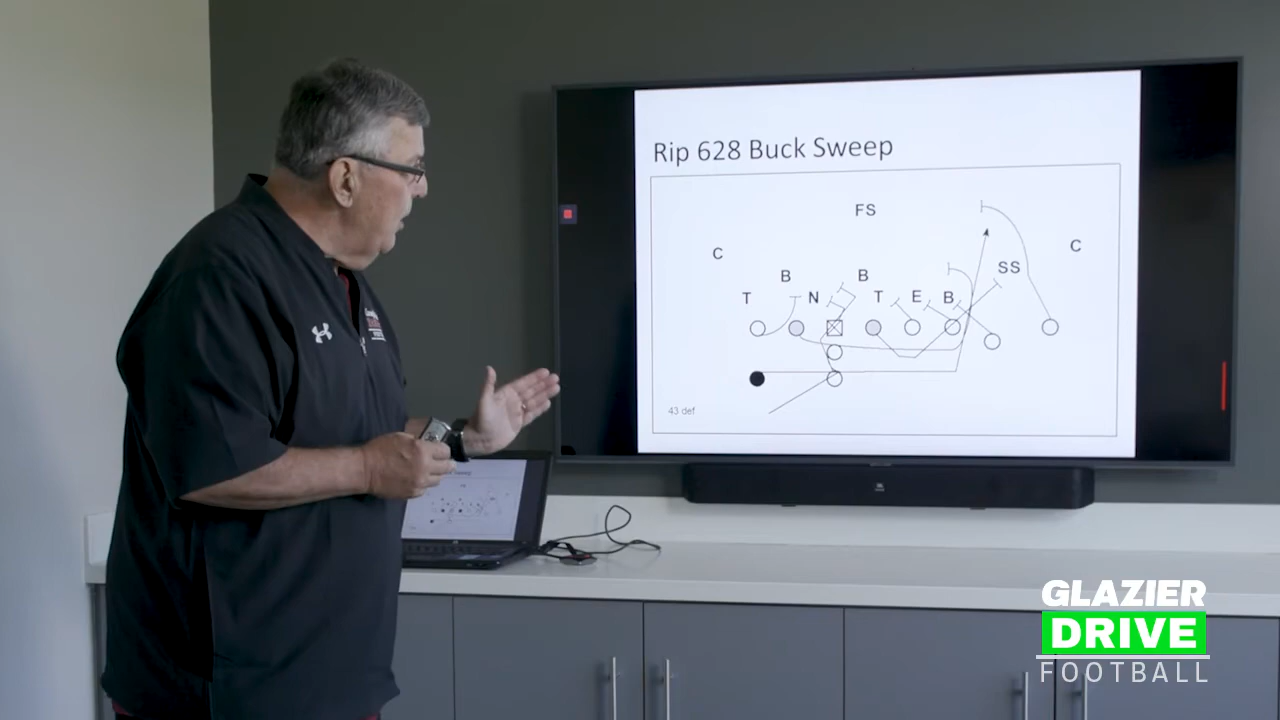 Rip 628 Buck Sweep
FS
C
C
B
B
SS
T
N
T
E
B
43 def
GLAZIER
DRIVE
FOOTBALL